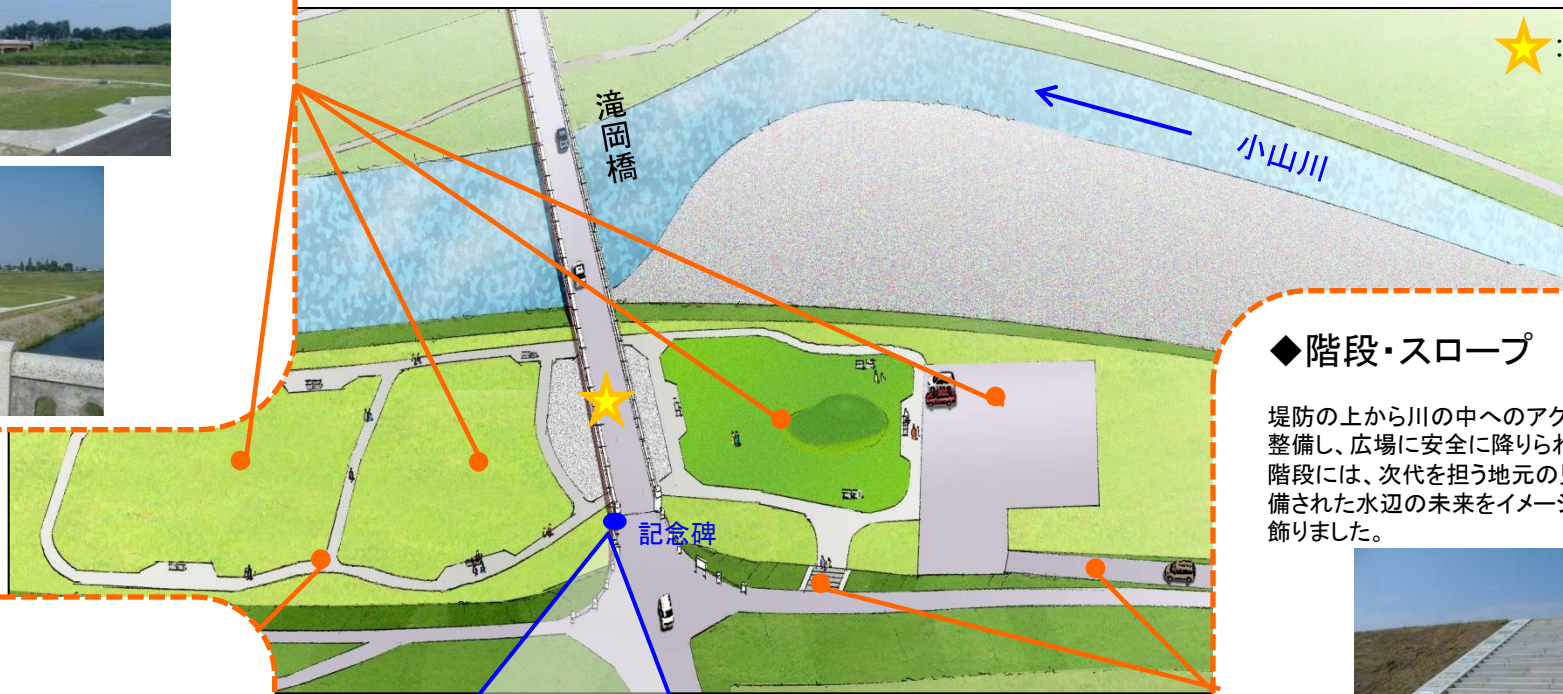 ：
滝岡橋
小山川
◆階段・スロープ
堤防の上から川の中へのアク
整備し、広場に安全に降りられ
階段には、次代を担う地元の
備された水辺の未来をイメージ
飾りました。
記念碑